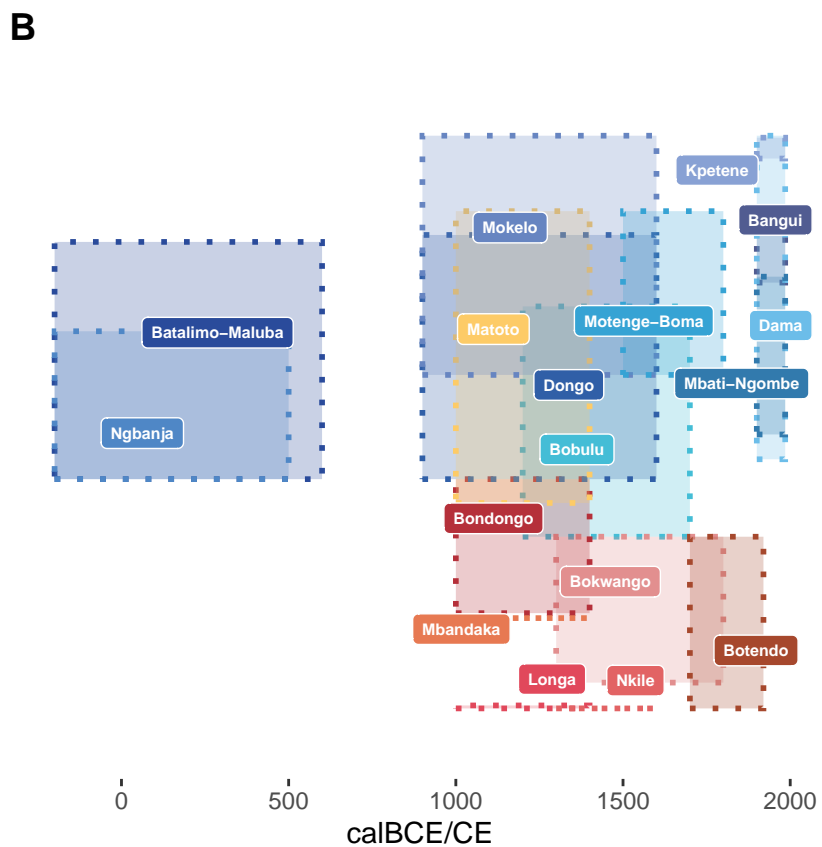 B
Kpetene
Bangui
Mokelo
Motenge–Boma
Dama
Matoto
Batalimo–Maluba
Dongo
Mbati–Ngombe
Ngbanja
Bobulu
Bondongo
Bokwango
Mbandaka
Botendo
Longa
Nkile
0
500
1000
1500
2000
calBCE/CE